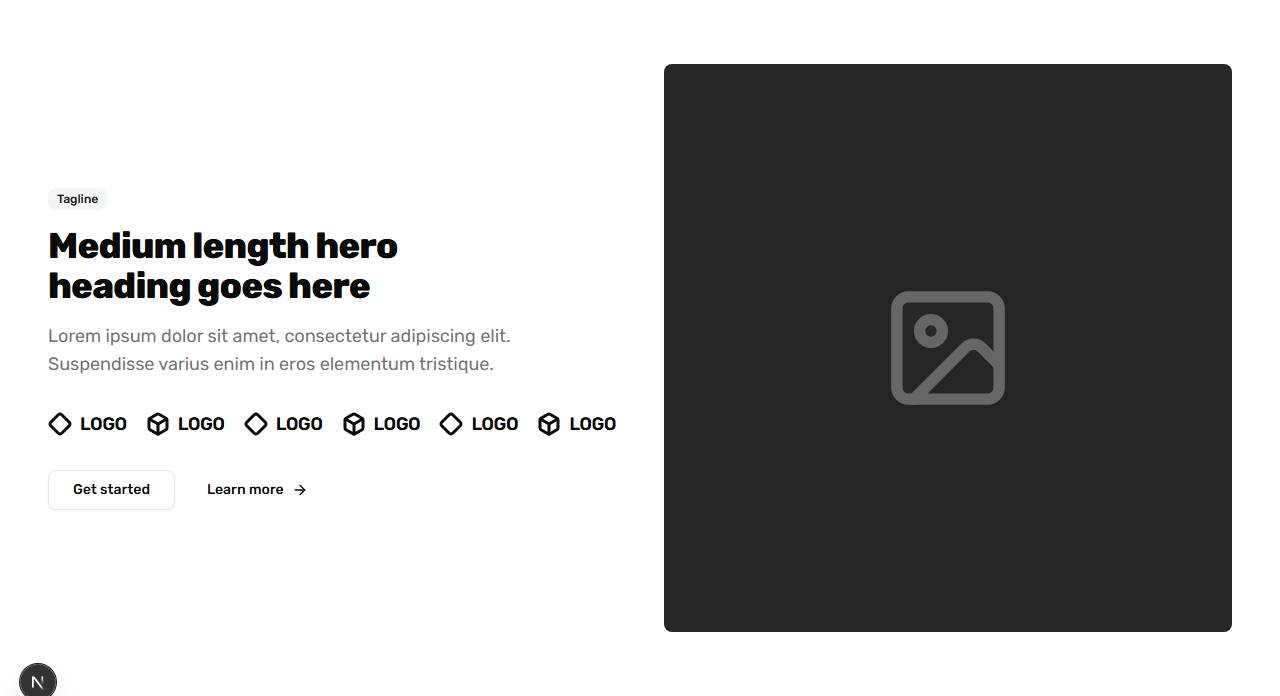 Tagline
Medium length hero
heading goes here
Lorem ipsum dolor sit amet, consectetur adipiscing elit.
Suspendisse varius enim in eros elementum tristique.
LOGO LOGO LOGO LOGO LOGO LOGO
Get started Learn more →
N